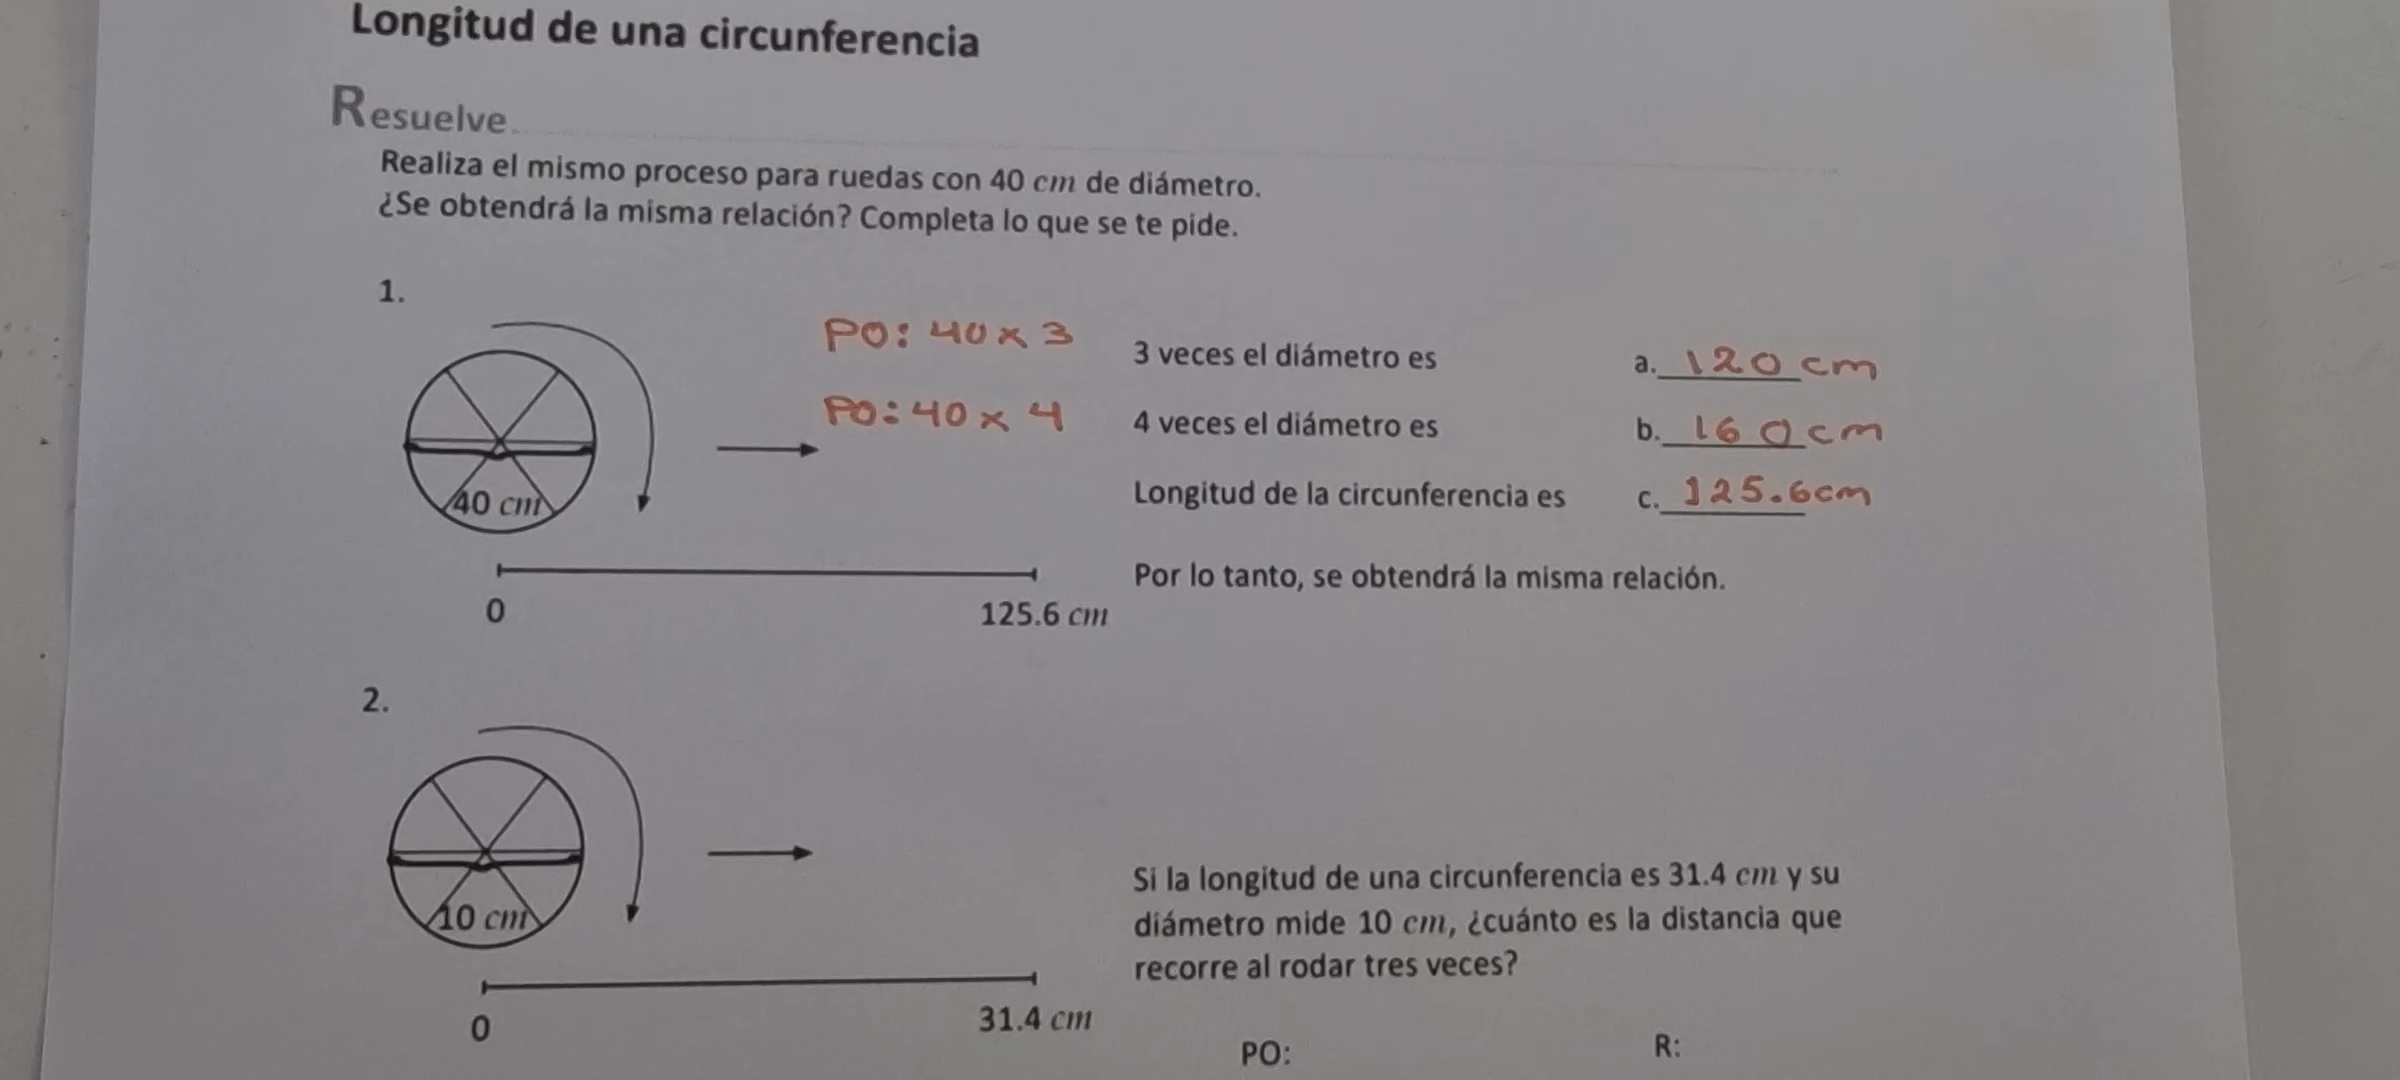 Longitud de una circunferencia
Resuelve
Realiza el mismo proceso para ruedas con 40 cm de diámetro.
¿Se obtendrá la misma relación? Completa lo que se te pide.
1.
PO: 40 x 3
3 veces el diámetro es a. 120 cm
PO: 40 x 4
4 veces el diámetro es b. 160 cm
40 cm
Longitud de la circunferencia es c. 125.6 cm
Por lo tanto, se obtendrá la misma relación.
0 125.6 cm
2.
10 cm
Si la longitud de una circunferencia es 31.4 cm y su
diámetro mide 10 cm, ¿cuánto es la distancia que
recorre al rodar tres veces?
0 31.4 cm
PO: R: